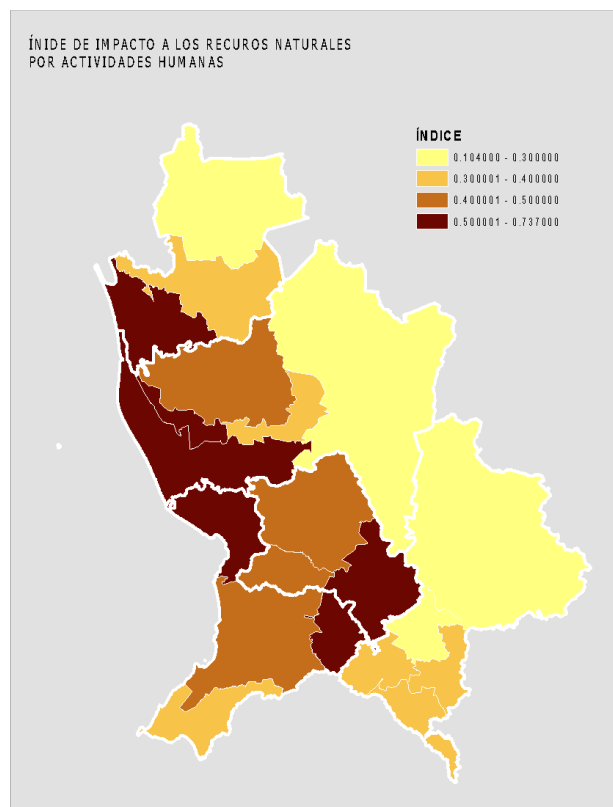 ÍNIDE DE IMPACTO A LOS RECUROS NATURALES
POR ACTIVIDADES HUMANAS
ÍNDICE
0.104000 - 0.300000
0.300001 - 0.400000
0.400001 - 0.500000
0.500001 - 0.737000